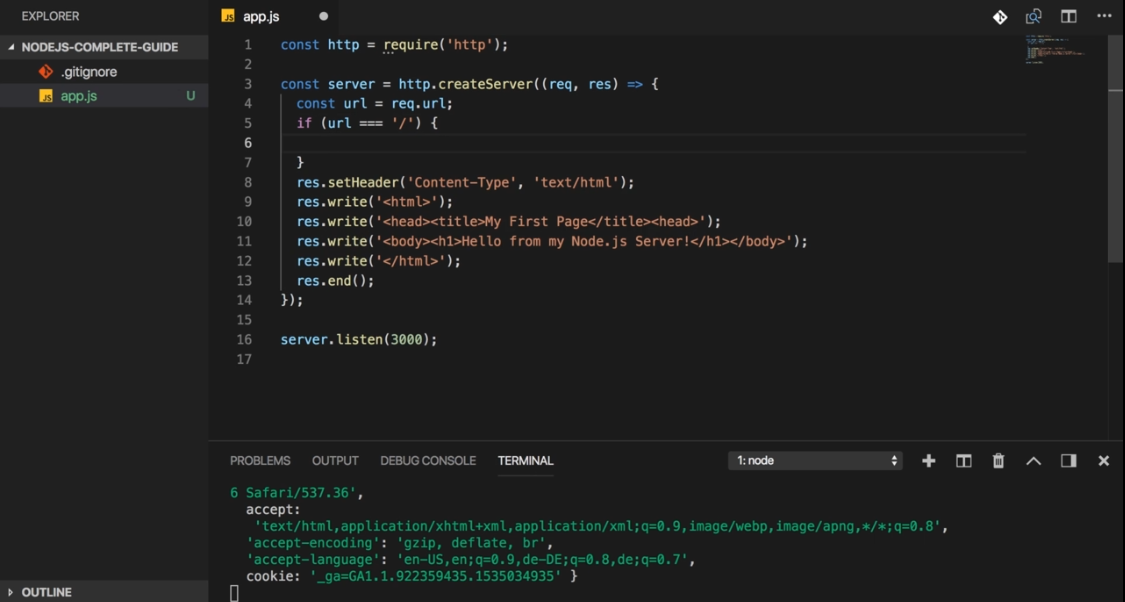 EXPLORER
NODEJS-COMPLETE-GUIDE
.gitignore
JS app.js U
OUTLINE
JS app.js
1 const http = require('http');
2
3 const server = http.createServer((req, res) => {
4 const url = req.url;
5 if (url === '/') {
6
7 }
8 res.setHeader('Content-Type', 'text/html');
9 res.write('<html>');
10 res.write('<head><title>My First Page</title><head>');
11 res.write('<body><h1>Hello from my Node.js Server!</h1></body>');
12 res.write('</html>');
13 res.end();
14 });
15
16 server.listen(3000);
17
PROBLEMS OUTPUT DEBUG CONSOLE TERMINAL 1: node
6 Safari/537.36',
accept:
'text/html,application/xhtml+xml,application/xml;q=0.9,image/webp,image/apng,*/*;q=0.8',
'accept-encoding': 'gzip, deflate, br',
'accept-language': 'en-US,en;q=0.9,de-DE;q=0.8,de;q=0.7',
cookie: '_ga=GA1.1.922359435.1535034935' }